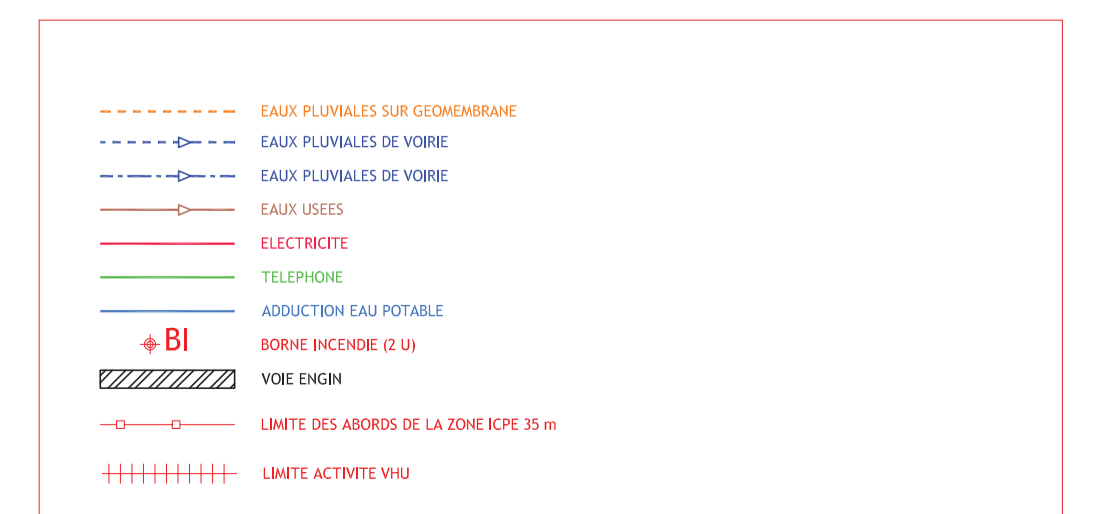 EAUX PLUVIALES SUR GEOMEMBRANE
EAUX PLUVIALES DE VOIRIE
EAUX PLUVIALES DE VOIRIE
EAUX USEES
ELECTRICITE
TELEPHONE
ADDUCTION EAU POTABLE
BI BORNE INCENDIE (2 U)
VOIE ENGIN
LIMITE DES ABORDS DE LA ZONE ICPE 35 m
LIMITE ACTIVITE VHU